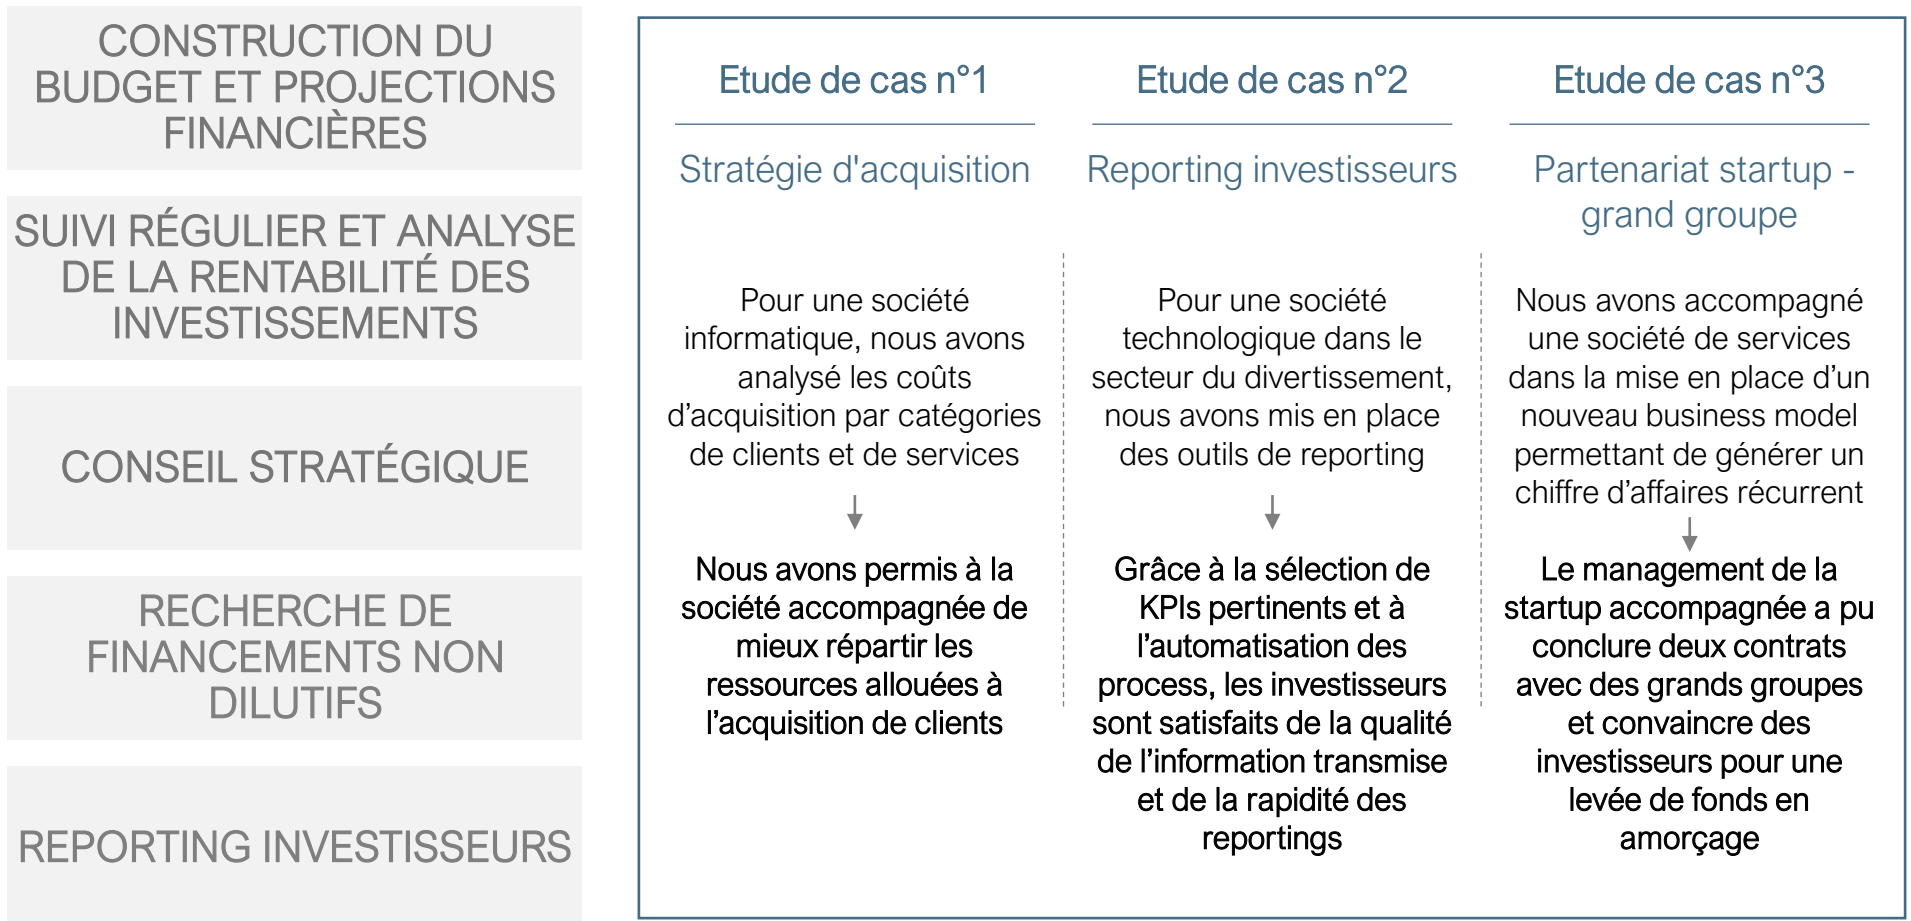 CONSTRUCTION DU
BUDGET ET PROJECTIONS
FINANCIÈRES
SUIVI RÉGULIER ET ANALYSE
DE LA RENTABILITÉ DES
INVESTISSEMENTS
CONSEIL STRATÉGIQUE
RECHERCHE DE
FINANCEMENTS NON
DILUTIFS
REPORTING INVESTISSEURS
Etude de cas n°1
Stratégie d'acquisition
Pour une société
informatique, nous avons
analysé les coûts
d’acquisition par catégories
de clients et de services
Nous avons permis à la
société accompagnée de
mieux répartir les
ressources allouées à
l’acquisition de clients
Etude de cas n°2
Reporting investisseurs
Pour une société
technologique dans le
secteur du divertissement,
nous avons mis en place
des outils de reporting
Grâce à la sélection de
KPIs pertinents et à
l’automatisation des
process, les investisseurs
sont satisfaits de la qualité
de l’information transmise
et de la rapidité des
reportings
Etude de cas n°3
Partenariat startup -
grand groupe
Nous avons accompagné
une société de services
dans la mise en place d’un
nouveau business model
permettant de générer un
chiffre d’affaires récurrent
Le management de la
startup accompagnée a pu
conclure deux contrats
avec des grands groupes
et convaincre des
investisseurs pour une
levée de fonds en
amorçage